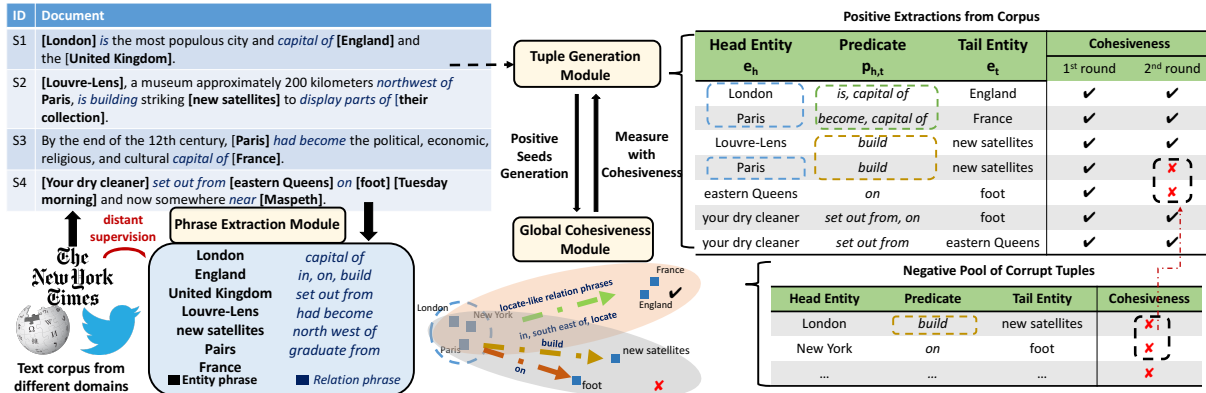 ID Document
S1 [London] is the most populous city and capital of [England] and
the [United Kingdom].
S2 [Louvre-Lens], a museum approximately 200 kilometers northwest of
Paris, is building striking [new satellites] to display parts of [their
collection].
S3 By the end of the 12th century, [Paris] had become the political, economic,
religious, and cultural capital of [France].
S4 [Your dry cleaner] set out from [eastern Queens] on [foot] [Tuesday
morning] and now somewhere near [Maspeth].
distant
supervision
The
New York
Times
Text corpus from
different domains
Phrase Extraction Module
London capital of
England in, on, build
United Kingdom set out from
Louvre-Lens had become
new satellites north west of
Pairs graduate from
France
Entity phrase Relation phrase
Tuple Generation
Module
Positive
Seeds
Generation
Measure
with
Cohesiveness
Global Cohesiveness
Module
France
England
locate-like relation phrases
London
New York
in, south east of, locate
build
Paris
new satellites
on
foot
Positive Extractions from Corpus
Head Entity Predicate Tail Entity Cohesiveness
eh ph,t et 1st round 2nd round
London is, capital of England ✔ ✔
Paris become, capital of France ✔ ✔
Louvre-Lens build new satellites ✔ ✔
Paris build new satellites ✔ ✘
eastern Queens on foot ✔ ✘
your dry cleaner set out from, on foot ✔ ✔
your dry cleaner set out from eastern Queens ✔ ✔
Negative Pool of Corrupt Tuples
Head Entity Predicate Tail Entity Cohesiveness
London build new satellites ✘
New York on foot ✘
... ... ... ✘